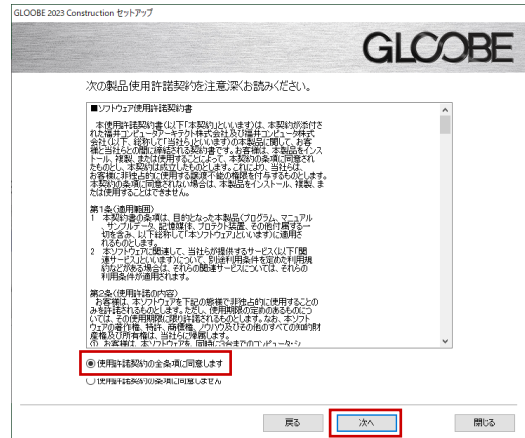 GLOOBE 2023 Construction セットアップ
GLOOBE
次の製品使用許諾契約を注意深くお読みください。
■ソフトウェア使用許諾契約書
本使用許諾契約書(以下「本契約」といいます)は、本契約が添付さ
れた福井コンピュータアーキテクト株式会社及び福井コンピュータ株式
会社(以下、総称して「当社ら」といいます)の本製品に関して、お客
様と当社らとの間に締結される契約書です。お客様は、本製品をインス
トール、複製、または使用することによって、本契約の条項に同意され
たものとし、本契約は成立したものとします。これにより、当社らは、
お客様に非独占的に使用する譲渡不能の権限を付与するものとします。
本契約の条項に同意されない場合は、本製品をインストール、複製、ま
たは使用することはできません。
第1条(適用範囲)
1 本契約書の条項は、目的となった本製品(プログラム、マニュアル
、サンプルデータ、記憶媒体、プロテクト装置、その他付属する一
切を含み、以下総称して「本ソフトウェア」といいます)に適用さ
れるものとします。
2 本ソフトウェアに関連して、当社らが提供するサービス(以下「関
連サービス」といいます)について、別途利用条件を定めた利用規
約などがある場合は、それらの関連サービスについては、それらの
利用条件が適用されます。
第2条(使用許諾の内容)
お客様は、本ソフトウェアを下記の態様で非独占的に使用することの
みを許諾されるものとします。ただし、使用期限の定めのあるものにつ
いては、その使用期限に限り許諾されるものとします。なお、本ソフト
ウェアの著作権、特許、商標権、ノウハウ及びその他のすべての知的財
産権及び所有権は、当社らに帰属します。
① お客様は、本ソフトウェアを、同時に3台までのコンピュータ・シ
使用許諾契約の全条項に同意します
使用許諾契約の条項に同意しません
戻る
次へ
閉じる